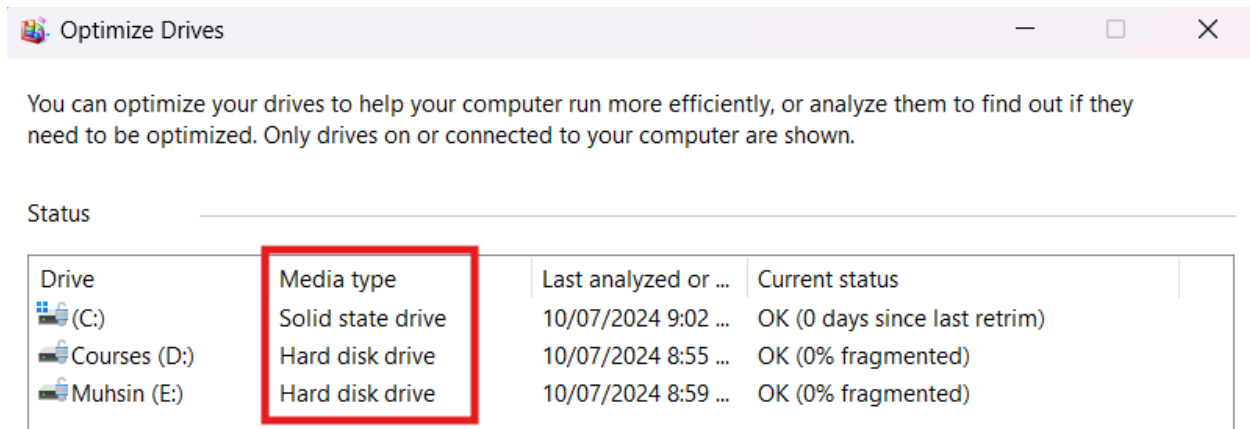 Optimize Drives
You can optimize your drives to help your computer run more efficiently, or analyze them to find out if they
need to be optimized. Only drives on or connected to your computer are shown.
Status
Drive Media type Last analyzed or ... Current status
(C:) Solid state drive 10/07/2024 9:02 ... OK (0 days since last retrim)
Courses (D:) Hard disk drive 10/07/2024 8:55 ... OK (0% fragmented)
Muhsin (E:) Hard disk drive 10/07/2024 8:59 ... OK (0% fragmented)